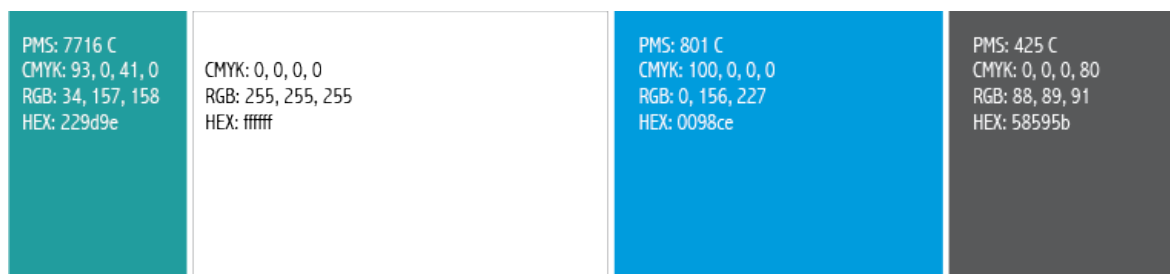 PMS: 7716 C
CMYK: 93, 0, 41, 0
RGB: 34, 157, 158
HEX: 229d9e
CMYK: 0, 0, 0, 0
RGB: 255, 255, 255
HEX: ffffff
PMS: 801 C
CMYK: 100, 0, 0, 0
RGB: 0, 156, 227
HEX: 0098ce
PMS: 425 C
CMYK: 0, 0, 0, 80
RGB: 88, 89, 91
HEX: 58595b